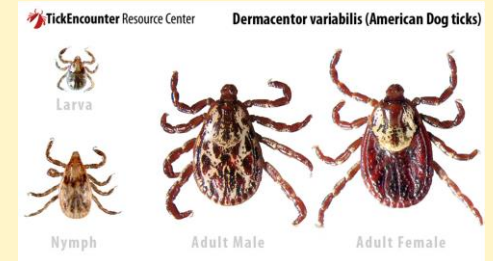 TickEncounter Resource Center
Dermacentor variabilis (American Dog ticks)
Larva
Nymph
Adult Male
Adult Female